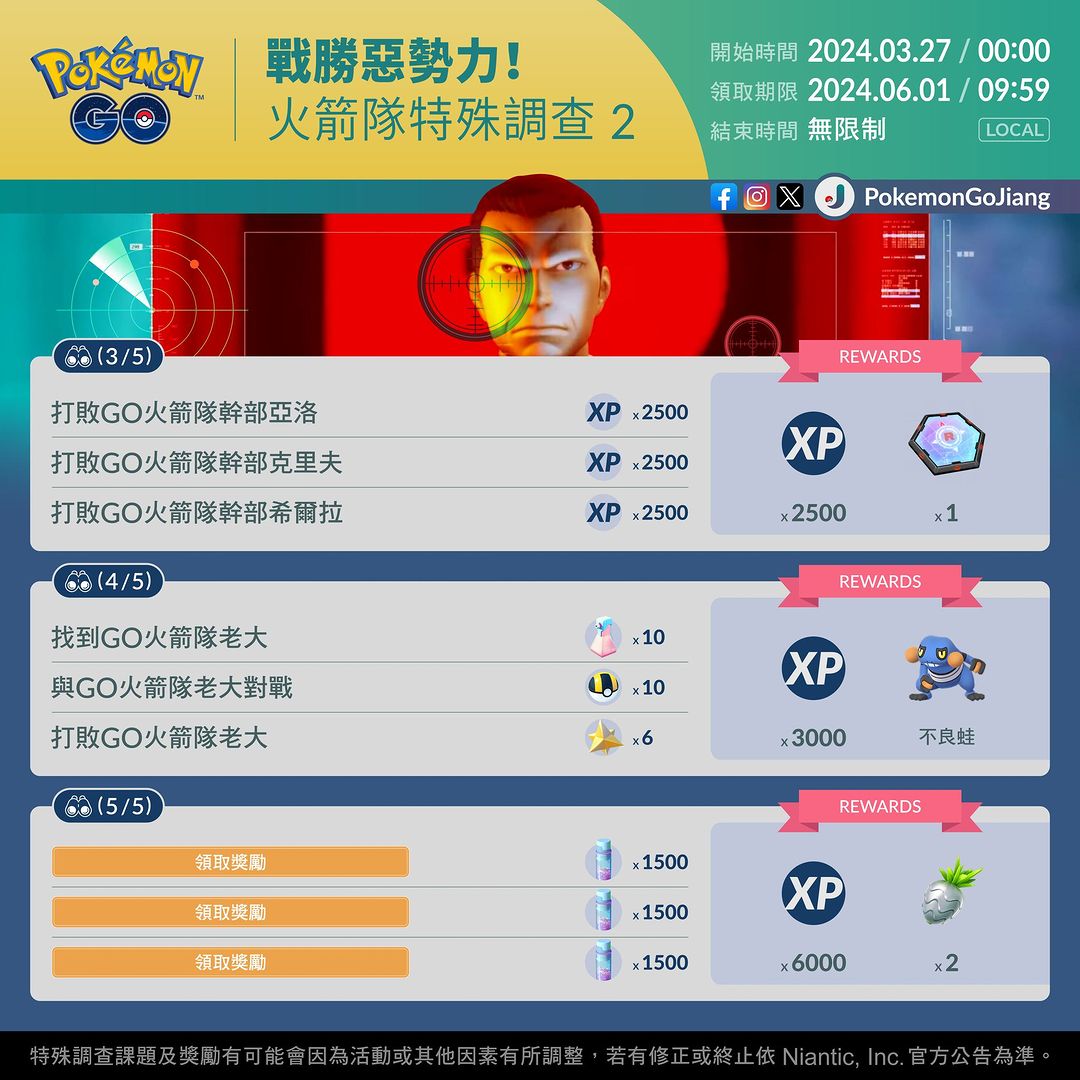 POKÉMON
GO
TM
戰勝惡勢力!
火箭隊特殊調查 2
開始時間 2024.03.27 / 00:00
領取期限 2024.06.01 / 09:59
結束時間 無限制
LOCAL
PokemonGoJiang
(3/5)
REWARDS
打敗GO火箭隊幹部亞洛 XP x2500
打敗GO火箭隊幹部克里夫 XP x2500
打敗GO火箭隊幹部希爾拉 XP x2500
XP
R
x2500 x1
(4/5)
REWARDS
找到GO火箭隊老大 x10
與GO火箭隊老大對戰 x10
打敗GO火箭隊老大 x6
XP
x3000 不良蛙
(5/5)
REWARDS
領取獎勵 x1500
領取獎勵 x1500
領取獎勵 x1500
XP
x6000 x2
特殊調查課題及獎勵有可能會因為活動或其他因素有所調整，若有修正或終止依 Niantic, Inc. 官方公告為準。